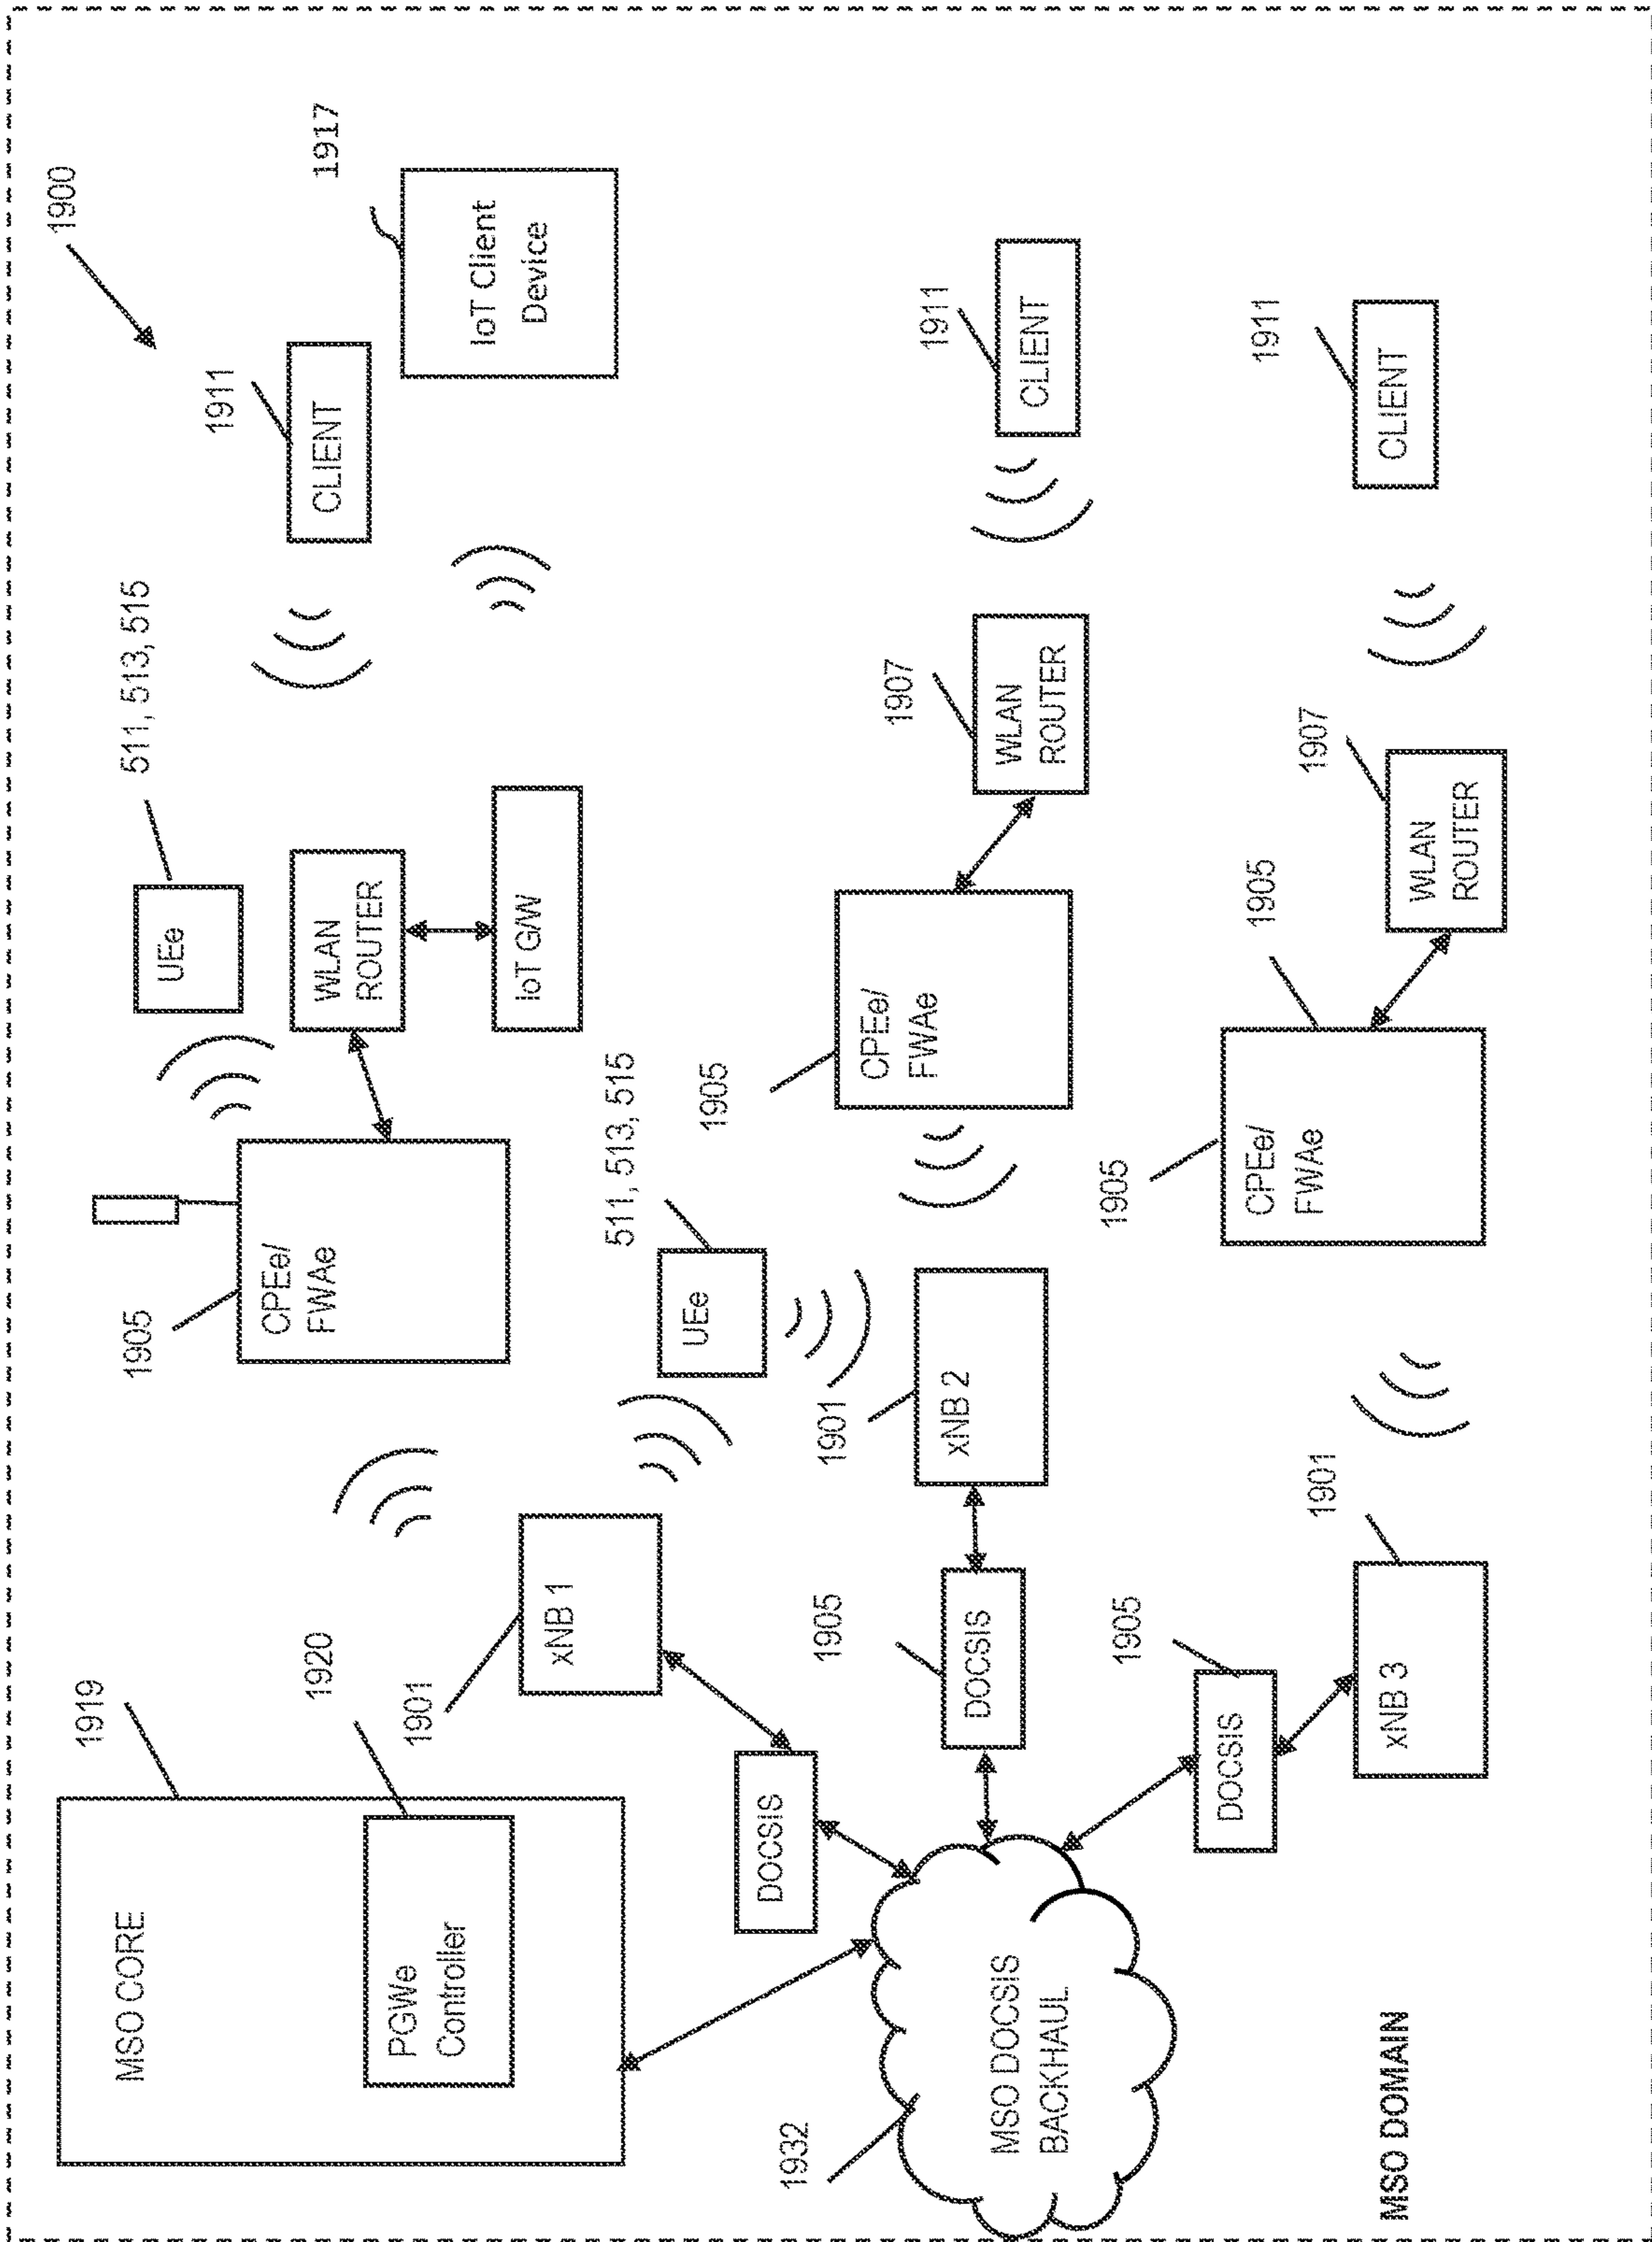 1900
1919
MSO CORE
1920
PGWe
Controller
1905
CPEe/
FWAe
511, 513, 515
UEe
WLAN
ROUTER
IoT G/W
1911
CLIENT
1917
IoT Client
Device
1901
xNB 1
DOCSIS
511, 513, 515
UEe
1932
MSO DOCSIS
BACKHAUL
1905
DOCSIS
1901
xNB 2
1905
CPEe/
FWAe
1907
WLAN
ROUTER
1911
CLIENT
1905
DOCSIS
1901
xNB 3
1905
CPEe/
FWAe
1905
1907
WLAN
ROUTER
1911
CLIENT
MSO DOMAIN